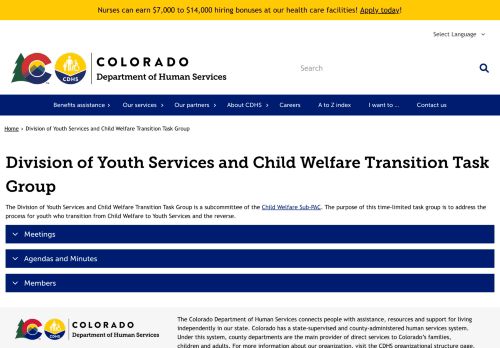 Nurses can earn $7,000 to $14,000 hiring bonuses at our health care facilities! Apply today!
Select Language
CDHS
COLORADO
Department of Human Services
Search
Benefits assistance
Our services
Our partners
About CDHS
Careers
A to Z index
I want to ...
Contact us
Home › Division of Youth Services and Child Welfare Transition Task Group
Division of Youth Services and Child Welfare Transition Task
Group
The Division of Youth Services and Child Welfare Transition Task Group is a subcommittee of the Child Welfare Sub-PAC. The purpose of this time-limited task group is to address the
process for youth who transition from Child Welfare to Youth Services and the reverse.
Meetings
Agendas and Minutes
Members
CDHS
COLORADO
Department of Human Services
The Colorado Department of Human Services connects people with assistance, resources and support for living
independently in our state. Colorado has a state-supervised and county-administered human services system.
Under this system, county departments are the main provider of direct services to Colorado's families,
children and adults. For more information about our organization, visit the CDHS organizational structure page.